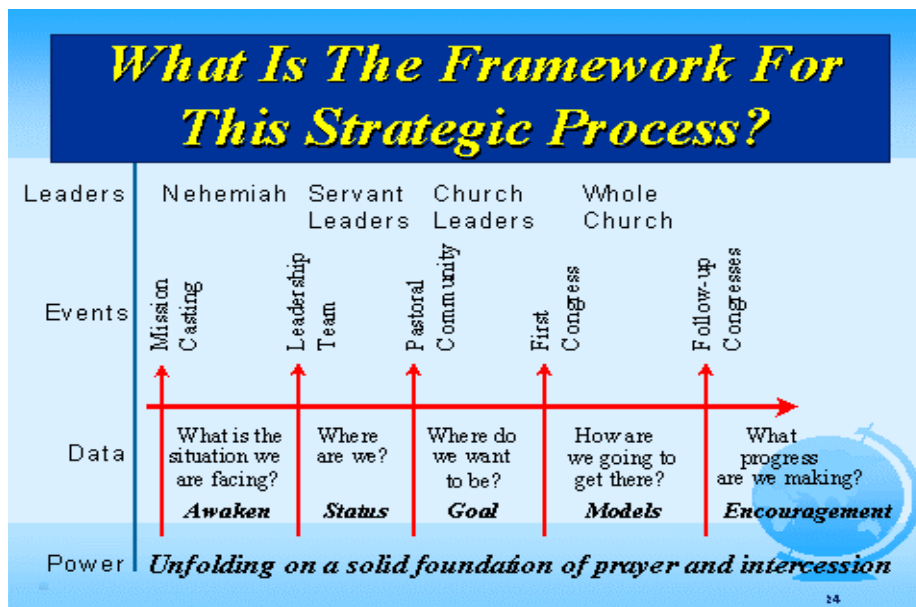 What Is The Framework For
This Strategic Process?
Leaders
Nehemiah
Servant
Leaders
Church
Leaders
Whole
Church
Events
Mission
Casting
Leadership
Team
Pastoral
Community
First
Congress
Follow-up
Congresses
Data
What is the
situation we
are facing?
Awaken
Where
are we?
Status
Where do
we want
to be?
Goal
How are
we going to
get there?
Models
What
progress
are we making?
Encouragement
Power
Unfolding on a solid foundation of prayer and intercession
24